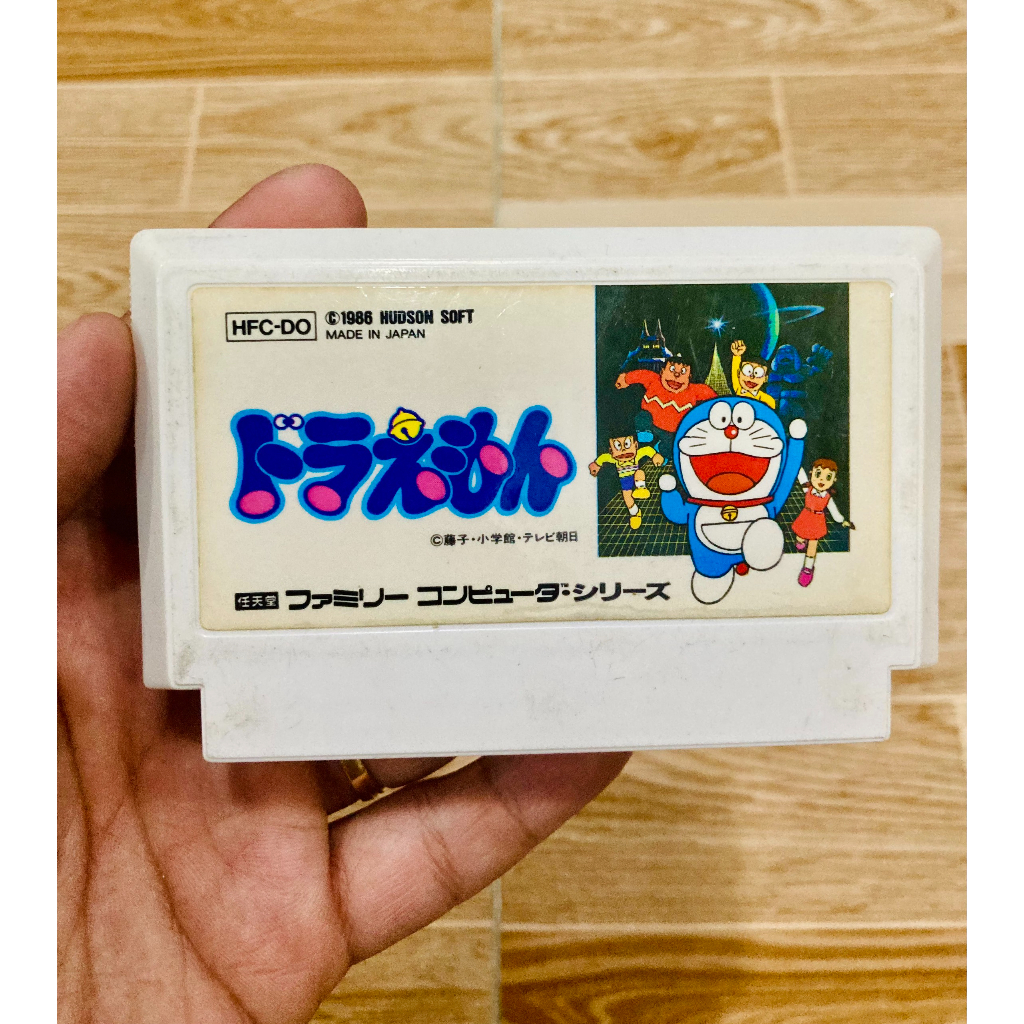 HFC-DO ©1986 HUDSON SOFT
MADE IN JAPAN
ドラえもん
©藤子・小学館・テレビ朝日
任天堂 ファミリー コンピュータ・シリーズ